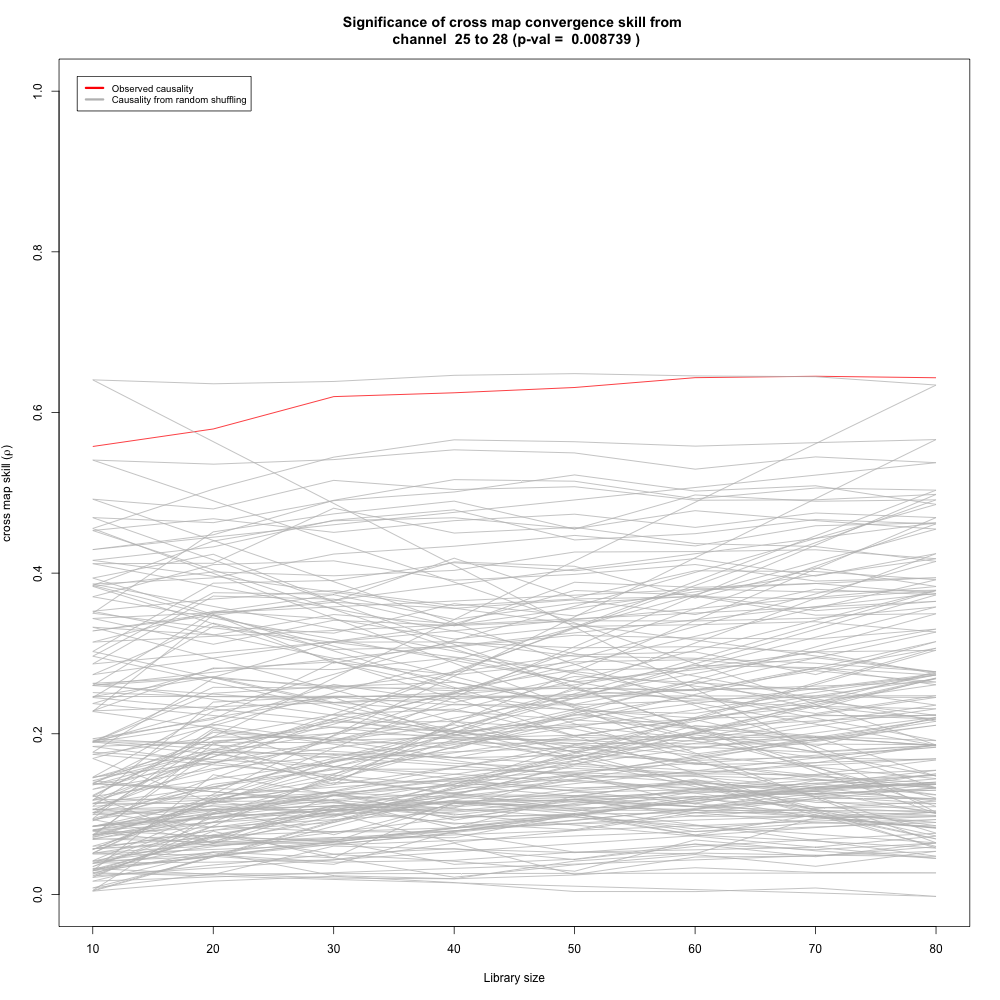 Significance of cross map convergence skill from
channel 25 to 28 (p-val = 0.008739 )
Observed causality
Causality from random shuffling
1.0
0.8
0.6
0.4
0.2
0.0
cross map skill (ρ)
10 20 30 40 50 60 70 80
Library size